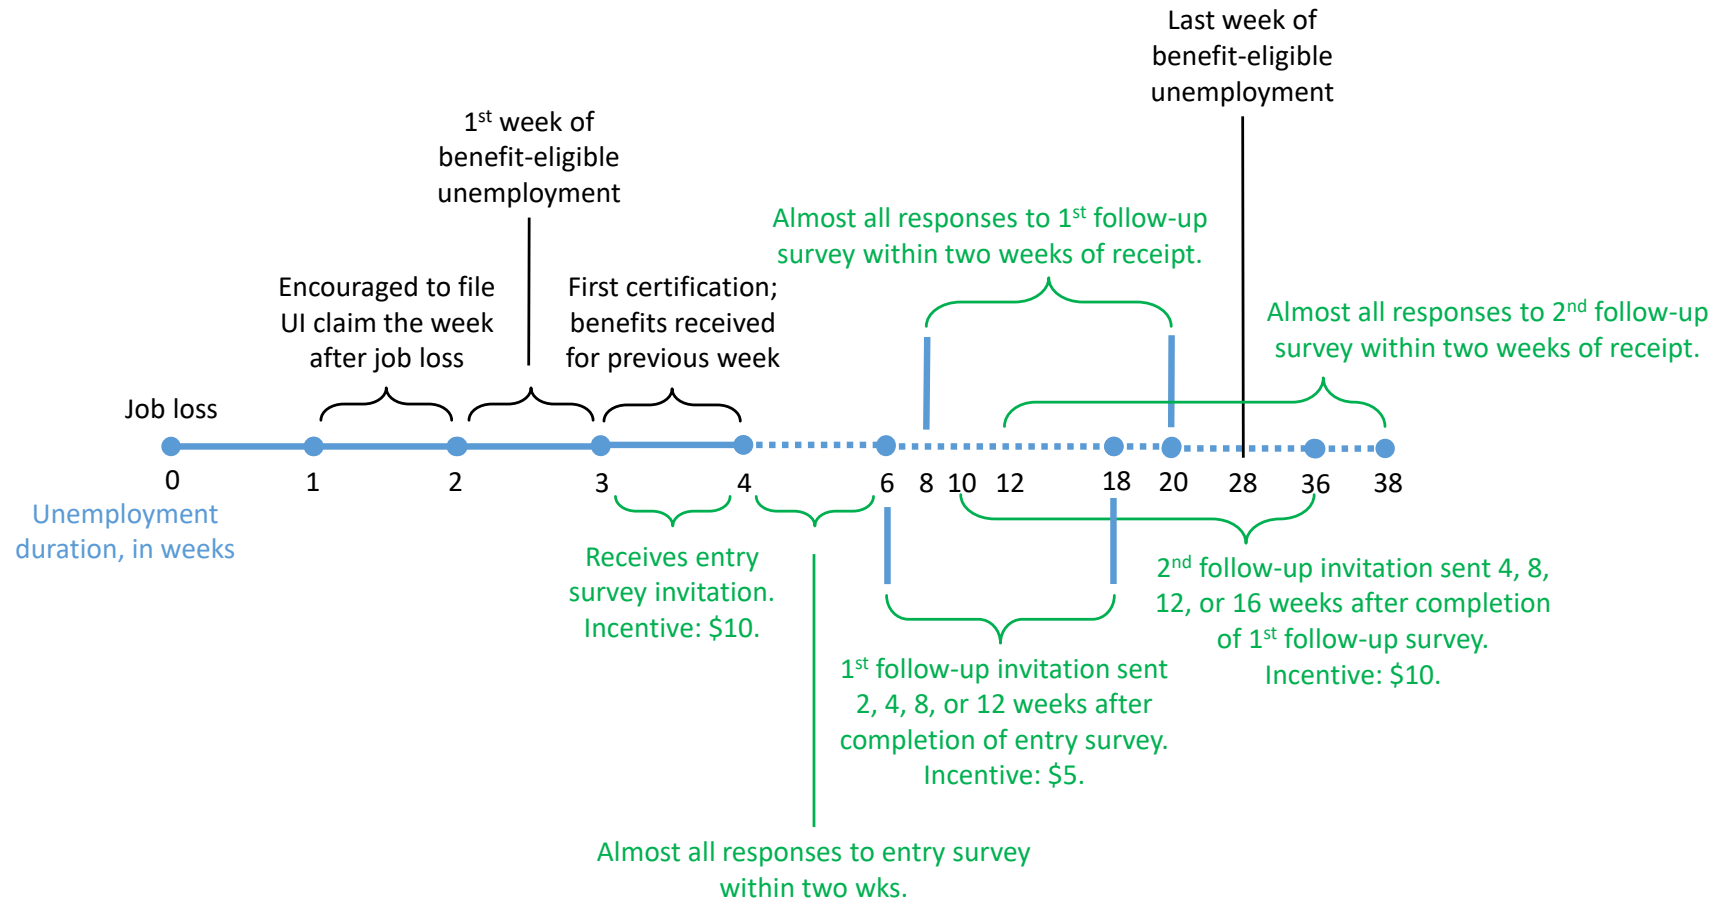 Last week of
benefit-eligible
unemployment
1st week of
benefit-eligible
unemployment
Almost all responses to 1st follow-up
survey within two weeks of receipt.
Encouraged to file
UI claim the week
after job loss
First certification;
benefits received
for previous week
Almost all responses to 2nd follow-up
survey within two weeks of receipt.
Job loss
0 1 2 3 4 6 8 10 12 18 20 28 36 38
Unemployment
duration, in weeks
Receives entry
survey invitation.
Incentive: $10.
2nd follow-up invitation sent 4, 8,
12, or 16 weeks after completion
of 1st follow-up survey.
Incentive: $10.
1st follow-up invitation sent
2, 4, 8, or 12 weeks after
completion of entry survey.
Incentive: $5.
Almost all responses to entry survey
within two wks.